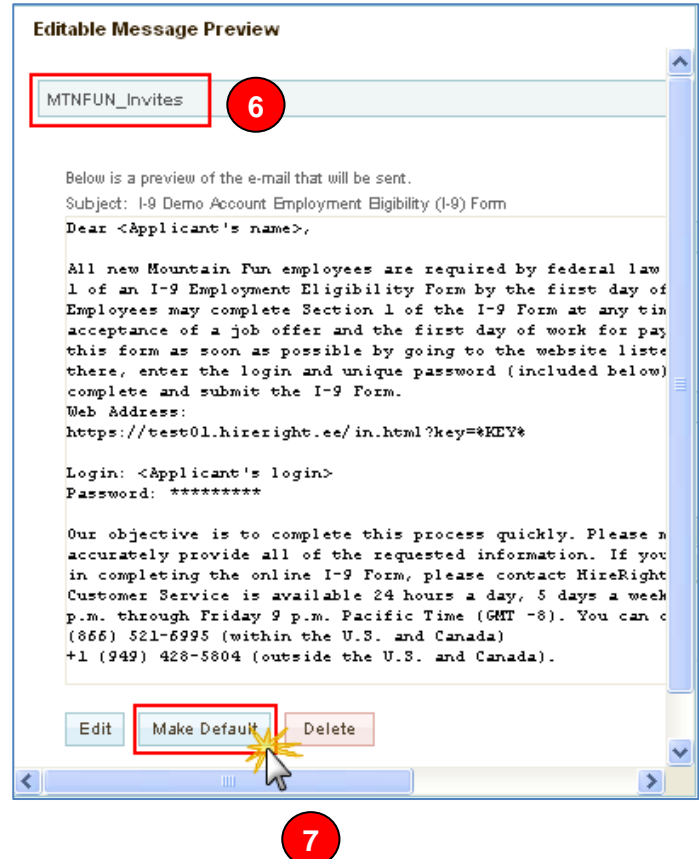 Editable Message Preview
MTNFUN_Invites
6
Below is a preview of the e-mail that will be sent.
Subject: I-9 Demo Account Employment Eligibility (I-9) Form
Dear <Applicant's name>,
All new Mountain Fun employees are required by federal law
1 of an I-9 Employment Eligibility Form by the first day of
Employees may complete Section 1 of the I-9 Form at any tim
acceptance of a job offer and the first day of work for pay
this form as soon as possible by going to the website liste
there, enter the login and unique password (included below)
complete and submit the I-9 Form.
Web Address:
https://test01.hireright.ee/in.html?key=%KEY%
Login: <Applicant's login>
Password: *********
Our objective is to complete this process quickly. Please n
accurately provide all of the requested information. If you
in completing the online I-9 Form, please contact HireRight
Customer Service is available 24 hours a day, 5 days a week
p.m. through Friday 9 p.m. Pacific Time (GMT -8). You can c
(866) 521-6995 (within the U.S. and Canada)
+1 (949) 428-5804 (outside the U.S. and Canada).
Edit Make Default Delete
7